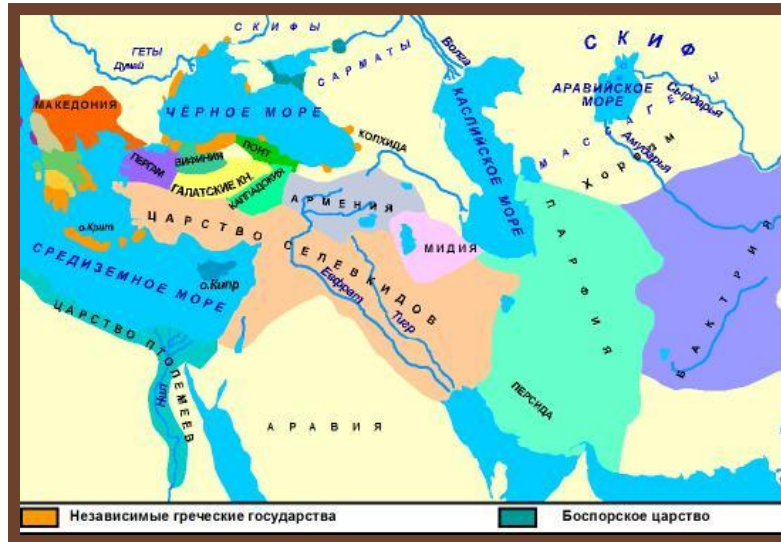 СКИФЫ
ГЕТЫ
Дунай
САРМАТЫ
Волга
СКИФ
АРАВИЙСКОЕ
МОРЕ
Сырдарья
МАССАГЕТЫ
Амударья
Хорезм
МАКЕДОНИЯ
ЧЁРНОЕ МОРЕ
КАСПИЙСКОЕ МОРЕ
КОЛХИДА
ПЕРГАМ
ВИФИНИЯ
ПОНТ
ГАЛАТСКИЕ КН.
КАППАДОКИЯ
АРМЕНИЯ
МИДИЯ
ПАРФИЯ
БАКТРИЯ
ЦАРСТВО СЕЛЕВКИДОВ
о.Крит
СРЕДИЗЕМНОЕ МОРЕ
о.Кипр
Евфрат
Тигр
ЦАРСТВО ПТОЛЕМЕЕВ
Нил
ПЕРСИДА
АРАВИЯ
Независимые греческие государства
Боспорское царство